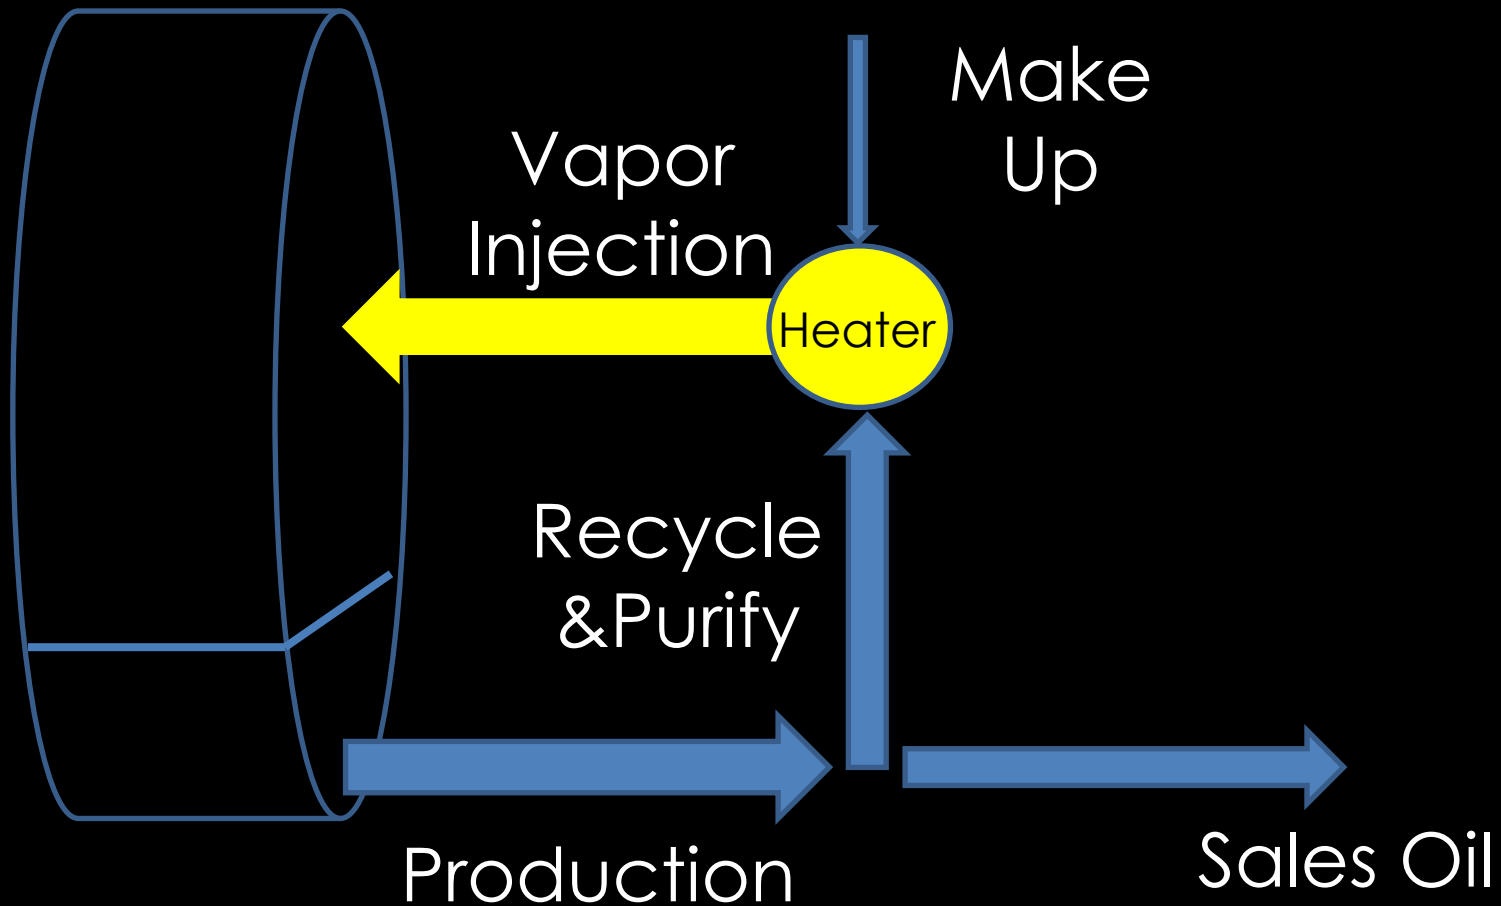 Make
Up
Vapor
Injection
Heater
Recycle
&Purify
Production
Sales Oil